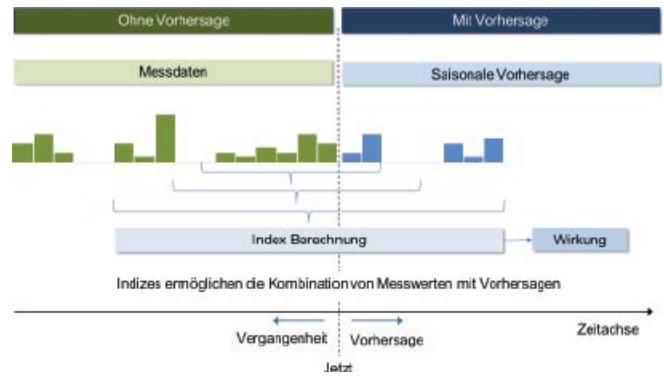 Ohne Vorhersage
Mit Vorhersage
Messdaten
Saisonale Vorhersage
Index Berechnung
Wirkung
Indizes ermöglichen die Kombination von Messwerten mit Vorhersagen
Zeitachse
Vergangenheit
Vorhersage
Jetzt